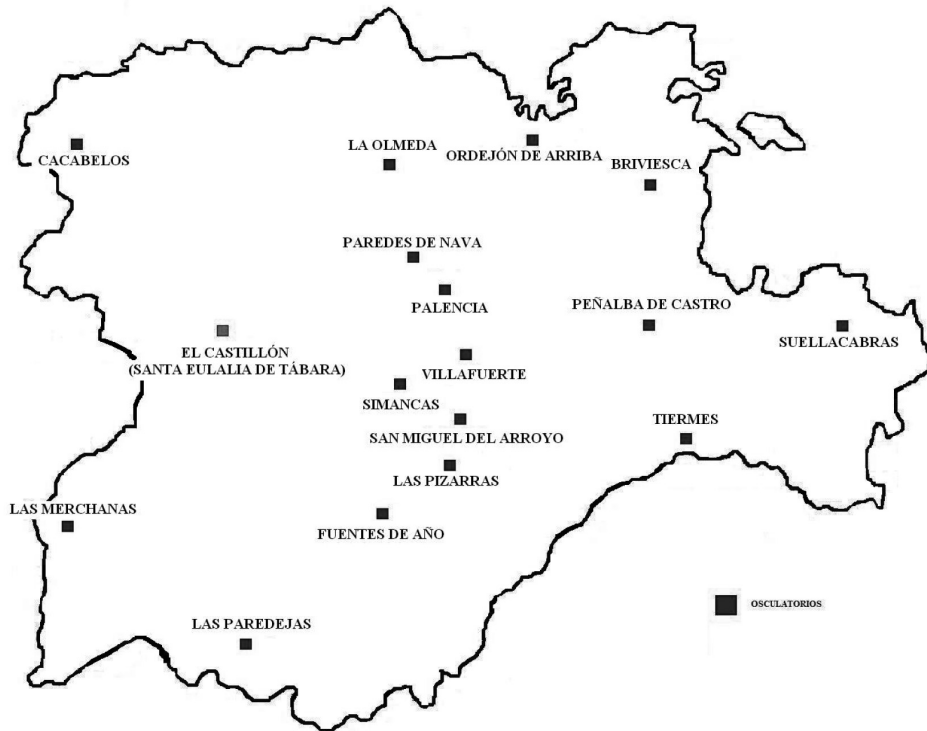 CACABELOS
LA OLMEDA
ORDEJÓN DE ARRIBA
BRIVIESCA
PAREDES DE NAVA
PALENCIA
PEÑALBA DE CASTRO
SUELLACABRAS
EL CASTILLÓN
(SANTA EULALIA DE TÁBARA)
VILLAFUERTE
SIMANCAS
SAN MIGUEL DEL ARROYO
TIERMES
LAS PIZARRAS
LAS MERCHANAS
FUENTES DE AÑO
OSCULATORIOS
LAS PAREDEJAS